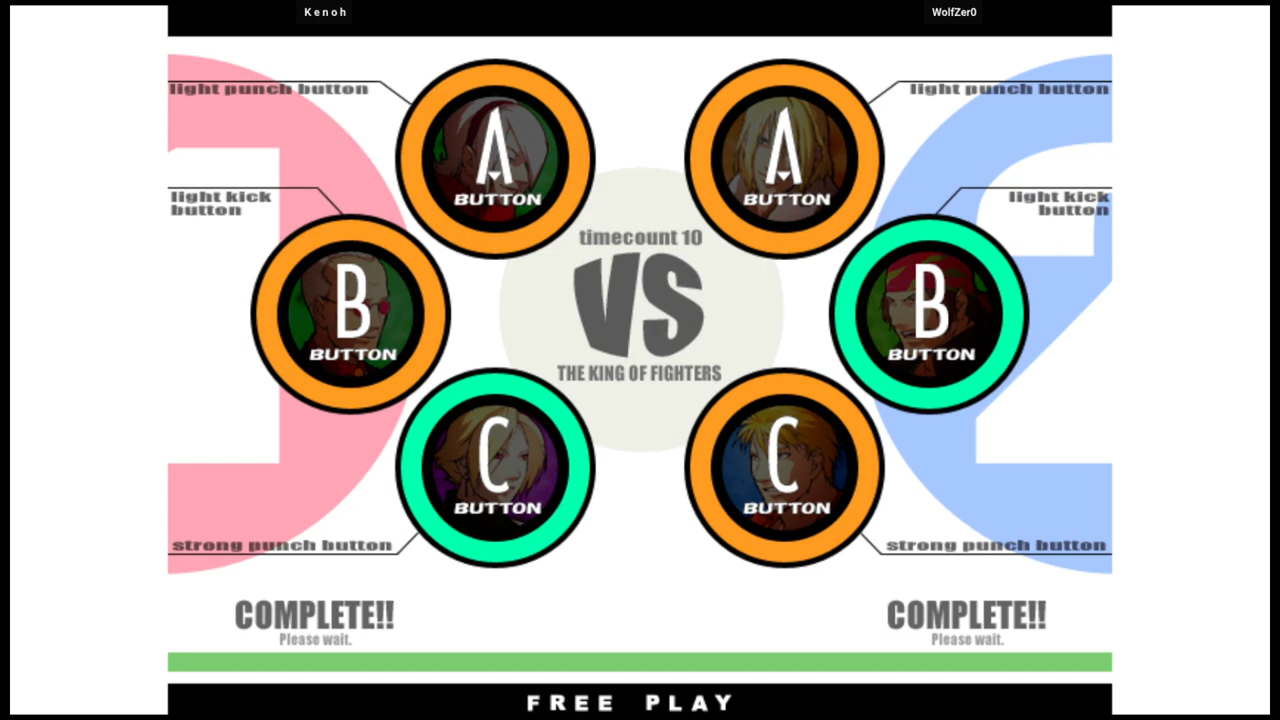 Kenoh
WolfZer0
light punch button
light punch button
A
BUTTON
A
BUTTON
light kick
button
light kick
button
1
2
timecount 10
VS
THE KING OF FIGHTERS
B
BUTTON
B
BUTTON
C
BUTTON
C
BUTTON
strong punch button
strong punch button
COMPLETE!!
Please wait.
COMPLETE!!
Please wait.
FREE PLAY